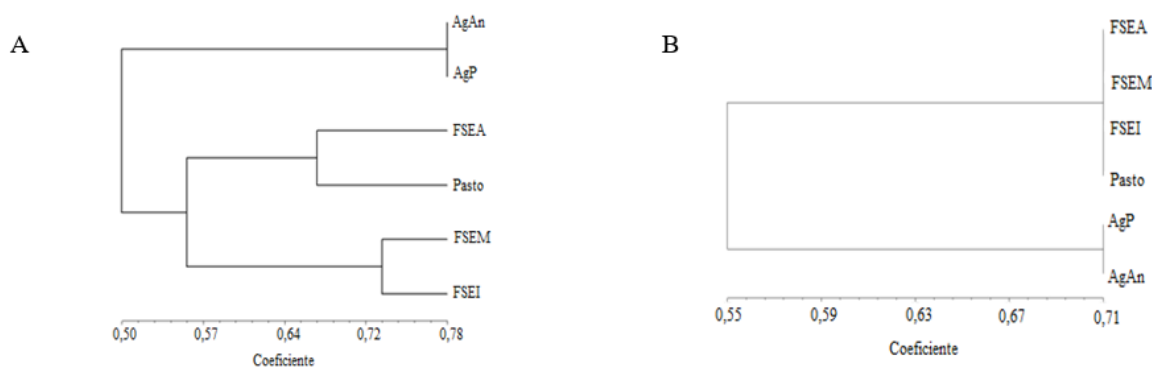 A
AgAn
AgP
FSEA
Pasto
FSEM
FSEI
0,50 0,57 0,64 0,72 0,78
Coeficiente
B
FSEA
FSEM
FSEI
Pasto
AgP
AgAn
0,55 0,59 0,63 0,67 0,71
Coeficiente